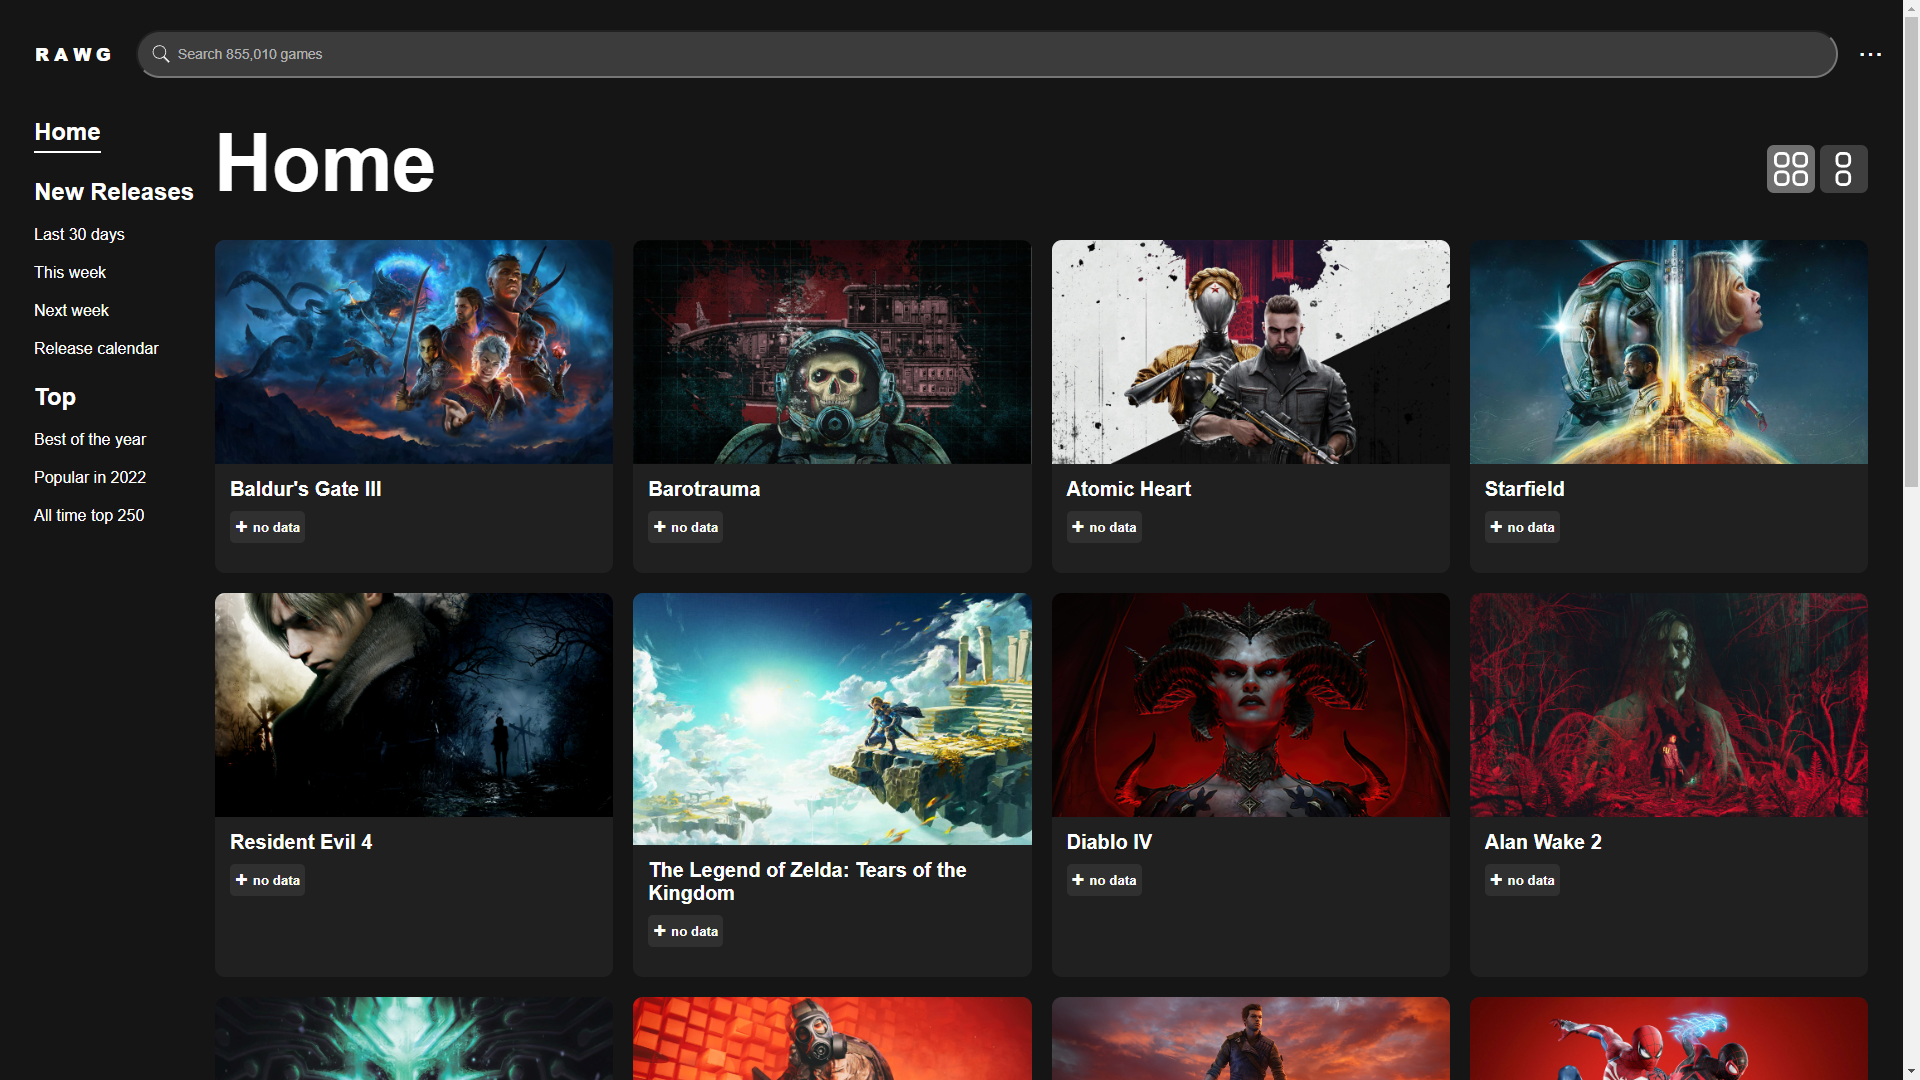 RAWG
Search 855,010 games
...
Home
New Releases
Last 30 days
This week
Next week
Release calendar
Top
Best of the year
Popular in 2022
All time top 250
Home
Baldur's Gate III
no data
Barotrauma
no data
Atomic Heart
no data
Starfield
no data
Resident Evil 4
no data
The Legend of Zelda: Tears of the
Kingdom
no data
Diablo IV
no data
Alan Wake 2
no data